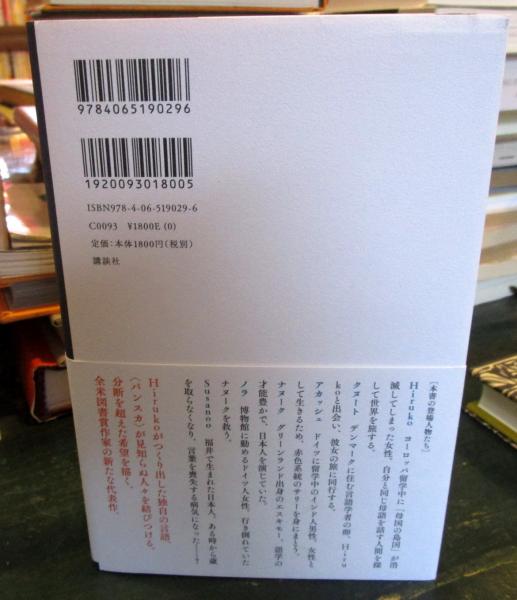 9784065190296
1920093018005
ISBN978-4-06-519029-6
C0093 ¥1800E (0)
定価：本体1800円（税別）
講談社
〔本書の登場人物たち〕
Hiruko ヨーロッパ留学中に「母国の島国」が消
滅してしまった女性。自分と同じ母語を話す人間を探
して世界を旅する。
クヌート デンマークに住む言語学者の卵。Hiru
koと出会い、彼女の旅に同行する。
アカッシュ ドイツに留学中のインド人男性。女性と
して生きるため、赤色系統のサリーを身にまとう。
ナヌーク グリーンランド出身のエスキモー。語学の
才能豊かで、日本人を演じていた。
ノラ 博物館に勤めるドイツ人女性。行き倒れていた
ナヌークを救う。
Susanoo 福井で生まれた日本人。ある時から歳
を取らなくなり、言葉を喪失する病気になった——？
Hirukoがつくり出した独自の言語、
〈パンスカ〉が見知らぬ人々を結びつける。
分断を超えた希望を描く、
全米図書賞作家の新たな代表作。